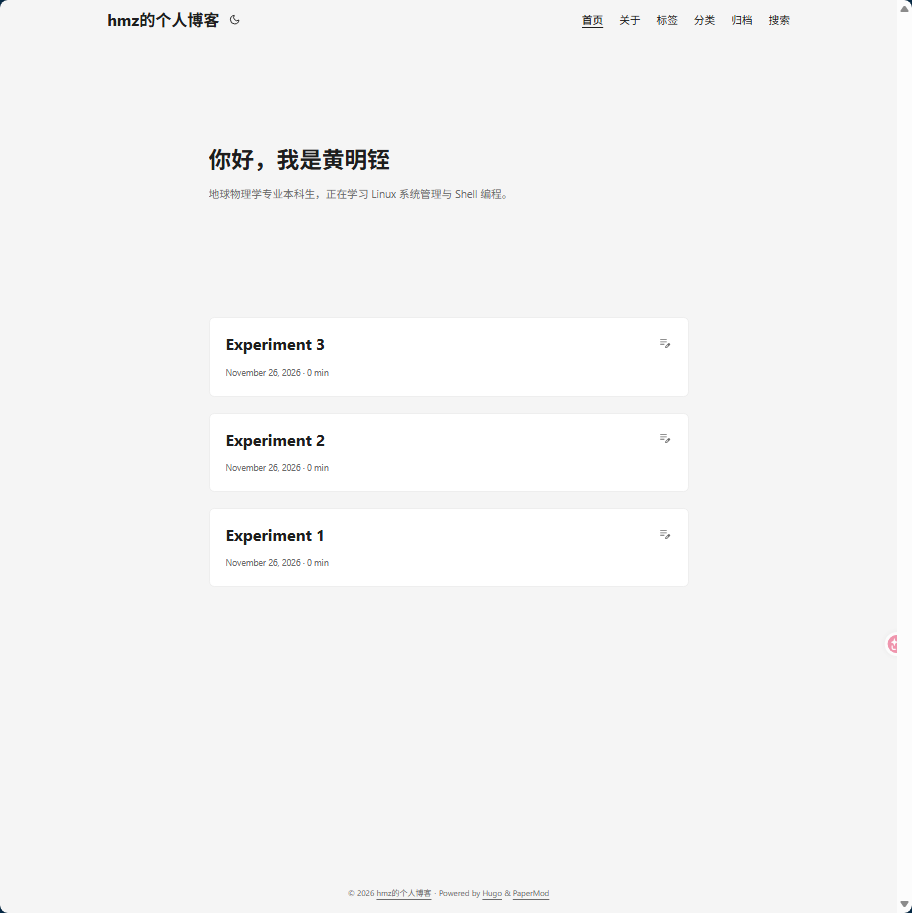 hmz的个人博客
首页 关于 标签 分类 归档 搜索
你好，我是黄明铚
地球物理学专业本科生，正在学习 Linux 系统管理与 Shell 编程。
Experiment 3
November 26, 2026 · 0 min
Experiment 2
November 26, 2026 · 0 min
Experiment 1
November 26, 2026 · 0 min
© 2026 hmz的个人博客 · Powered by Hugo & PaperMod